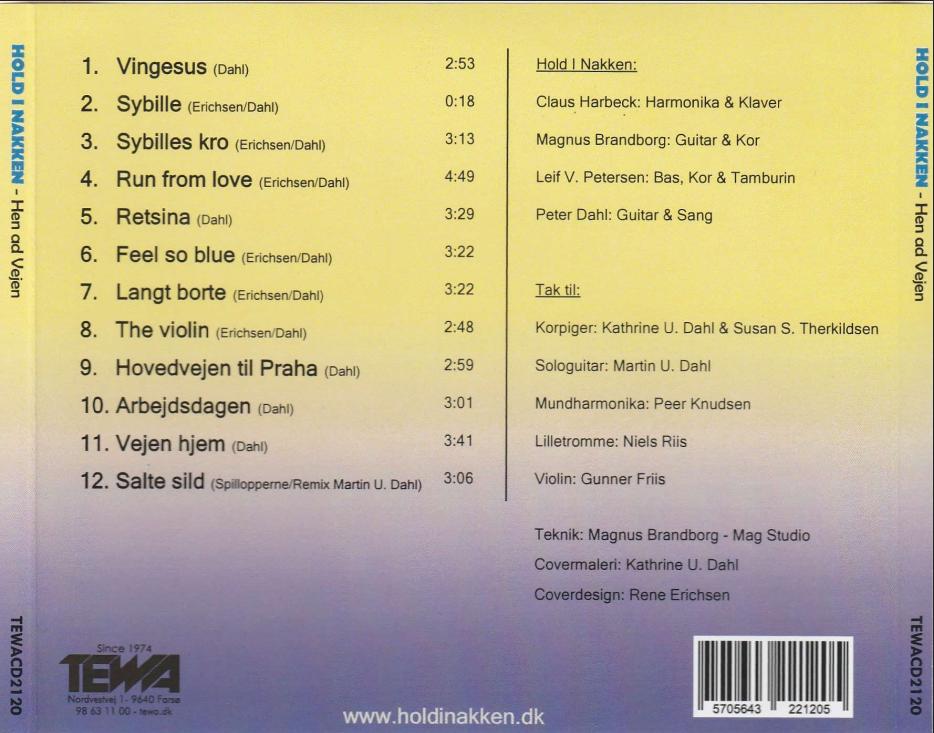 HOLD I NAKKEN - Hen ad Vejen
TEWACD2120
1. Vingesus (Dahl) 2:53
2. Sybille (Erichsen/Dahl) 0:18
3. Sybilles kro (Erichsen/Dahl) 3:13
4. Run from love (Erichsen/Dahl) 4:49
5. Retsina (Dahl) 3:29
6. Feel so blue (Erichsen/Dahl) 3:22
7. Langt borte (Erichsen/Dahl) 3:22
8. The violin (Erichsen/Dahl) 2:48
9. Hovedvejen til Praha (Dahl) 2:59
10. Arbejdsdagen (Dahl) 3:01
11. Vejen hjem (Dahl) 3:41
12. Salte sild (Spillopperne/Remix Martin U. Dahl) 3:06
Hold I Nakken:
Claus Harbeck: Harmonika & Klaver
Magnus Brandborg: Guitar & Kor
Leif V. Petersen: Bas, Kor & Tamburin
Peter Dahl: Guitar & Sang
Tak til:
Korpiger: Kathrine U. Dahl & Susan S. Therkildsen
Sologuitar: Martin U. Dahl
Mundharmonika: Peer Knudsen
Lilletromme: Niels Riis
Violin: Gunner Friis
Teknik: Magnus Brandborg - Mag Studio
Covermaleri: Kathrine U. Dahl
Coverdesign: Rene Erichsen
Since 1974
TEWA
Nordvestvej 1 - 9640 Farsø
98 63 11 00 - tewa.dk
www.holdinakken.dk
5705643 221205
HOLD I NAKKEN - Hen ad Vejen
TEWACD2120